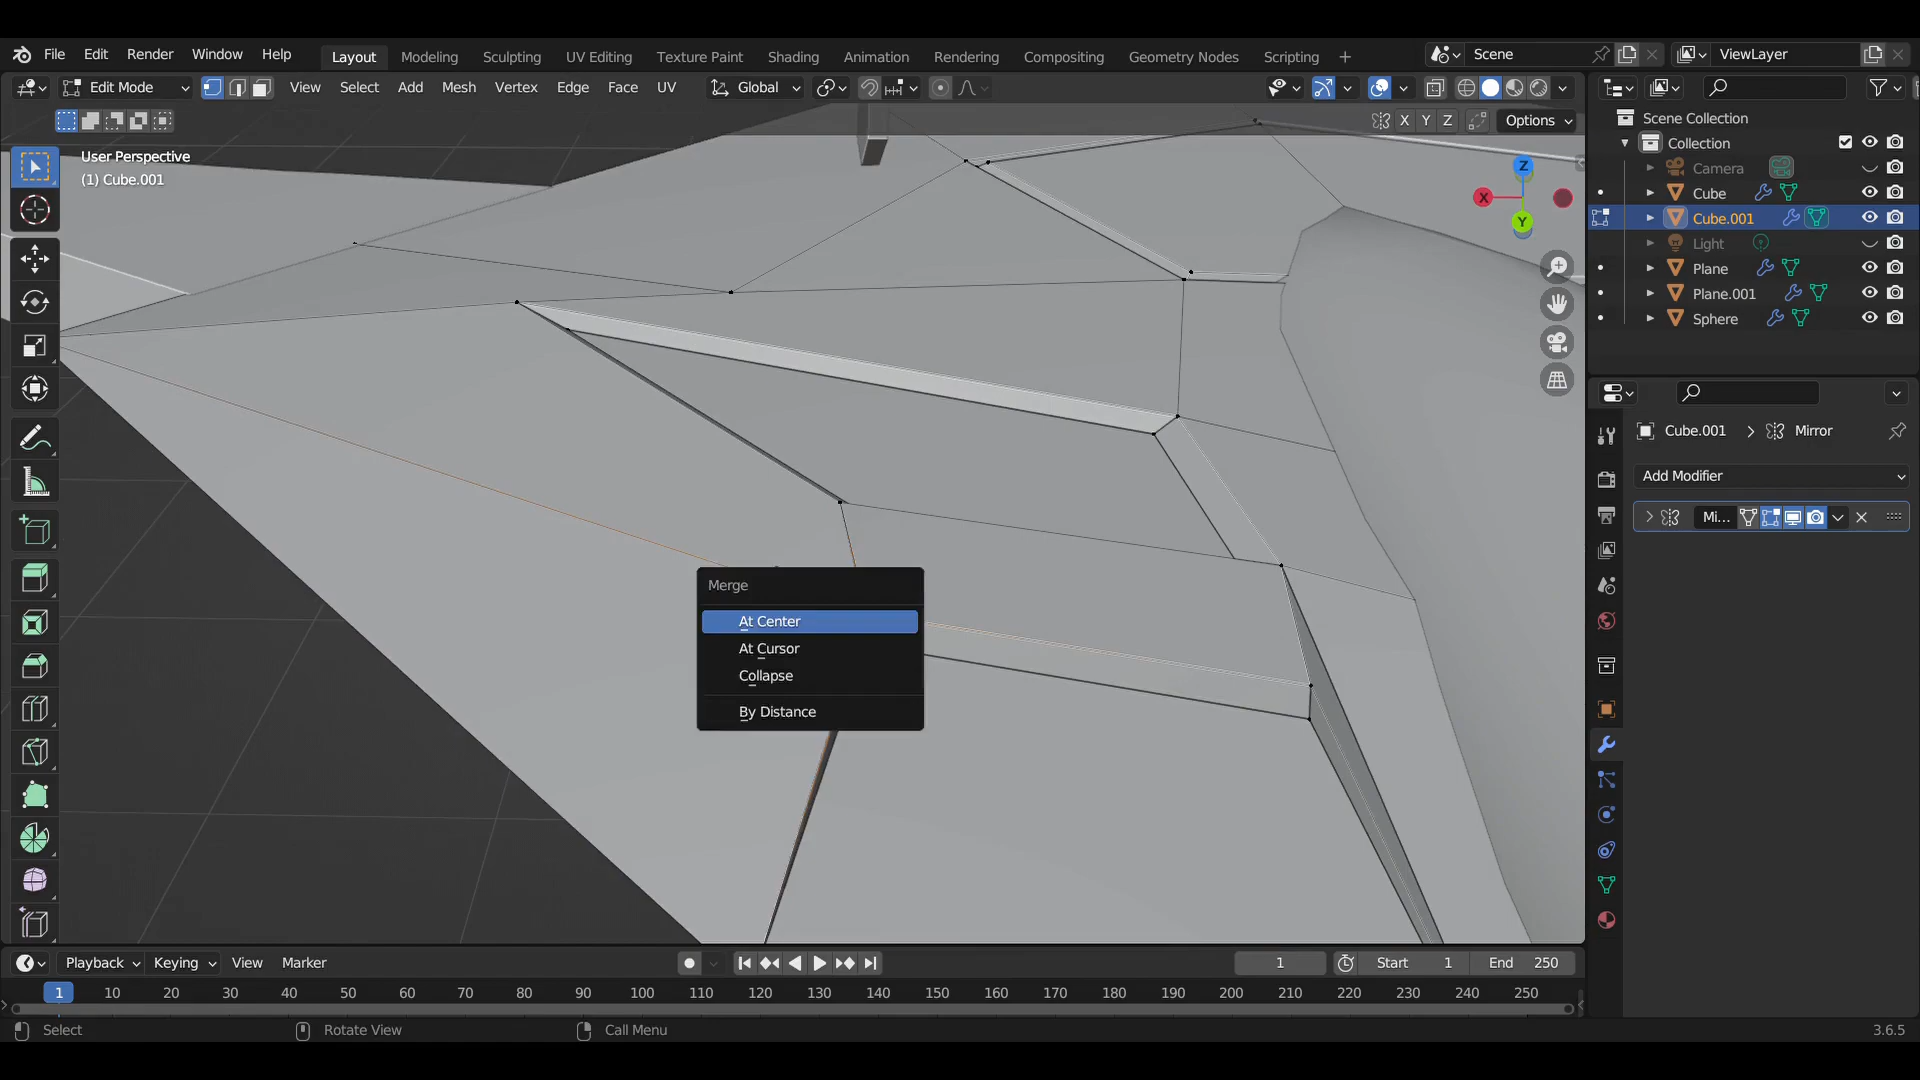 File Edit Render Window Help Layout Modeling Sculpting UV Editing Texture Paint Shading Animation Rendering Compositing Geometry Nodes Scripting + Scene ViewLayer
Edit Mode View Select Add Mesh Vertex Edge Face UV Global
X Y Z Options
User Perspective
(1) Cube.001
Z
X
Y
Scene Collection
Collection
Camera
Cube
Cube.001
Light
Plane
Plane.001
Sphere
Cube.001 > Mirror
Add Modifier
Mi...
Merge
At Center
At Cursor
Collapse
By Distance
Playback Keying View Marker 1 Start 1 End 250
1 10 20 30 40 50 60 70 80 90 100 110 120 130 140 150 160 170 180 190 200 210 220 230 240 250
Select Rotate View Call Menu 3.6.5